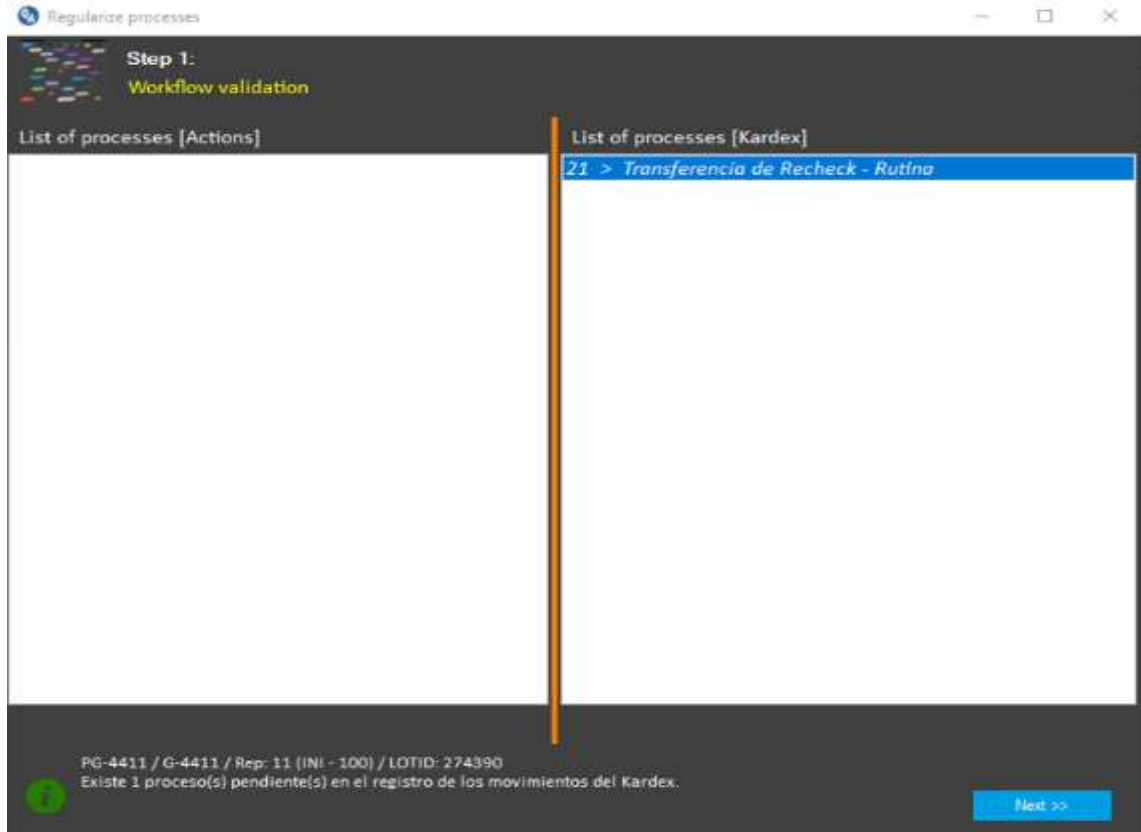 Regularize processes
Step 1:
Workflow validation
List of processes [Actions]
List of processes [Kardex]
21 > Transferencia de Recheck - Rutina
PG-4411 / G-4411 / Rep: 11 (INI - 100) / LOTID: 274390
Existe 1 proceso(s) pendiente(s) en el registro de los movimientos del Kardex.
Next >>